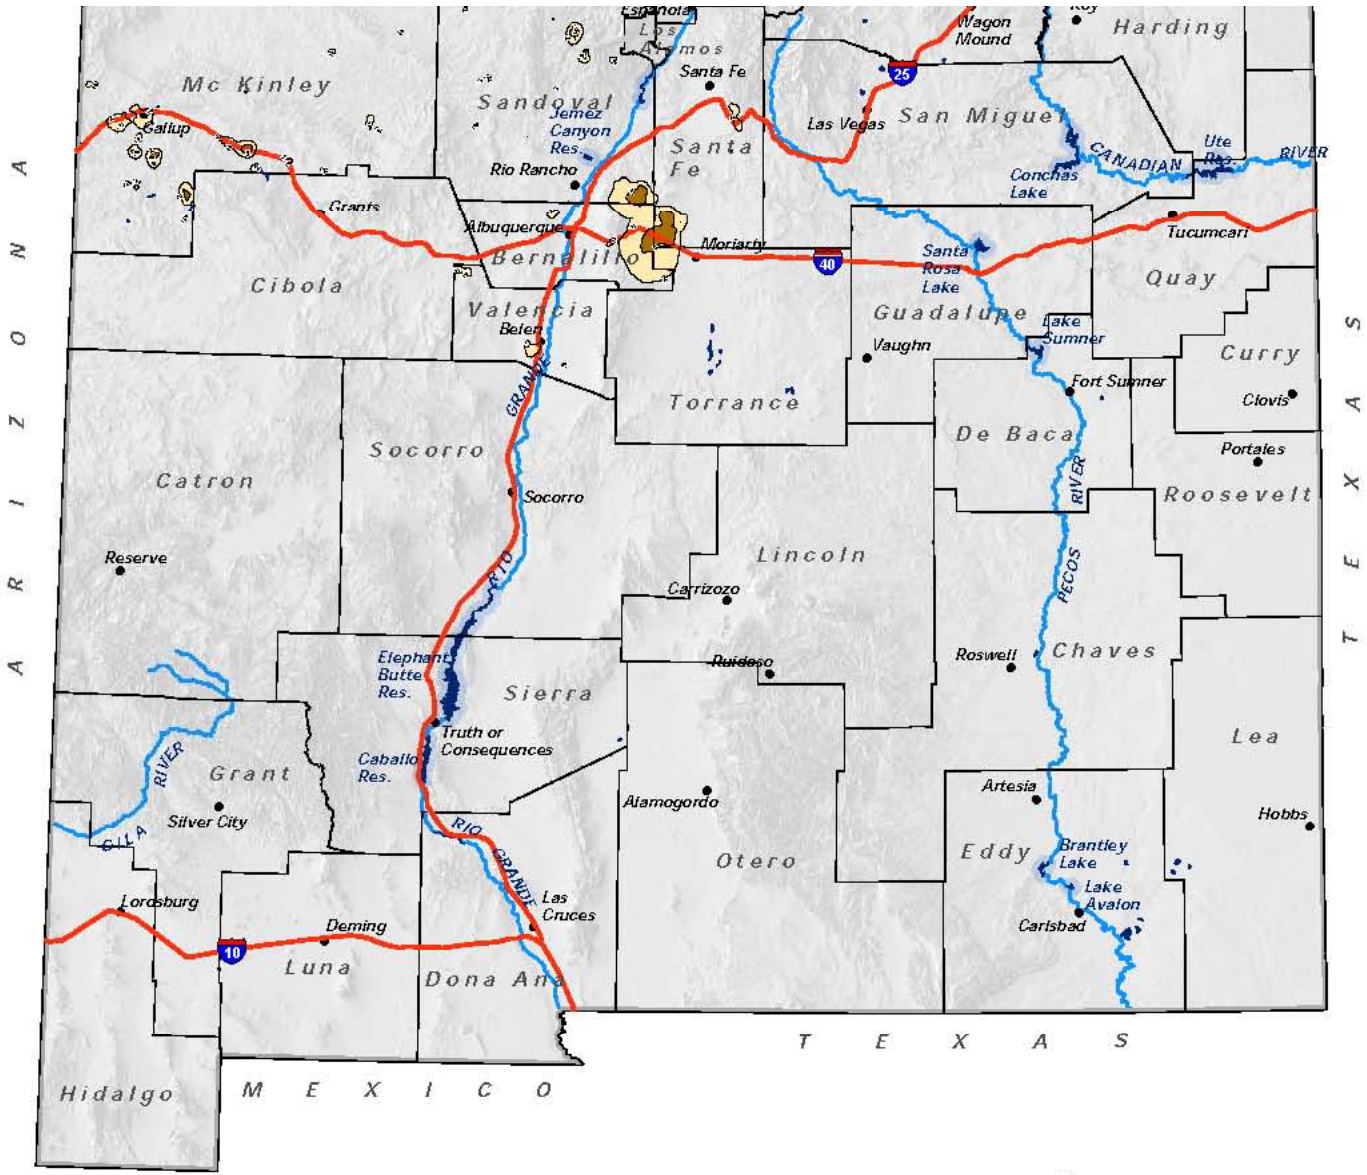 Española
Los
Alamos
Wagon
Mound
Roy
Harding
Mc Kinley
Santa Fe
25
Sandoval
Jemez
Canyon
Res.
Las Vegas
San Miguel
Gallup
Santa
Fe
CANADIAN
Ute
Res.
RIVER
Rio Rancho
Conchas
Lake
Grants
Albuquerque
Moriarty
Tucumcari
Bernalillo
40
Santa
Rosa
Lake
Cibola
Quay
Valencia
Guadalupe
Belen
Lake
Sumner
Vaughn
Curry
GRANDE
Fort Sumner
Clovis
Torrance
De Baca
Socorro
Portales
Catron
RIVER
Roosevelt
Socorro
Reserve
Lincoln
RIO
PECOS
Carrizozo
ARIZONA
TEXAS
Elephant
Butte
Res.
Ruidoso
Roswell
Chaves
Sierra
Truth or
Consequences
Lea
Caballo
Res.
RIVER
Grant
Artesia
Alamogordo
Silver City
Hobbs
GILA
RIO
GRANDE
Otero
Eddy
Brantley
Lake
Lake
Avalon
Lordsburg
Las
Cruces
Deming
Carlsbad
10
Luna
Dona Ana
TEXAS
Hidalgo
MEXICO